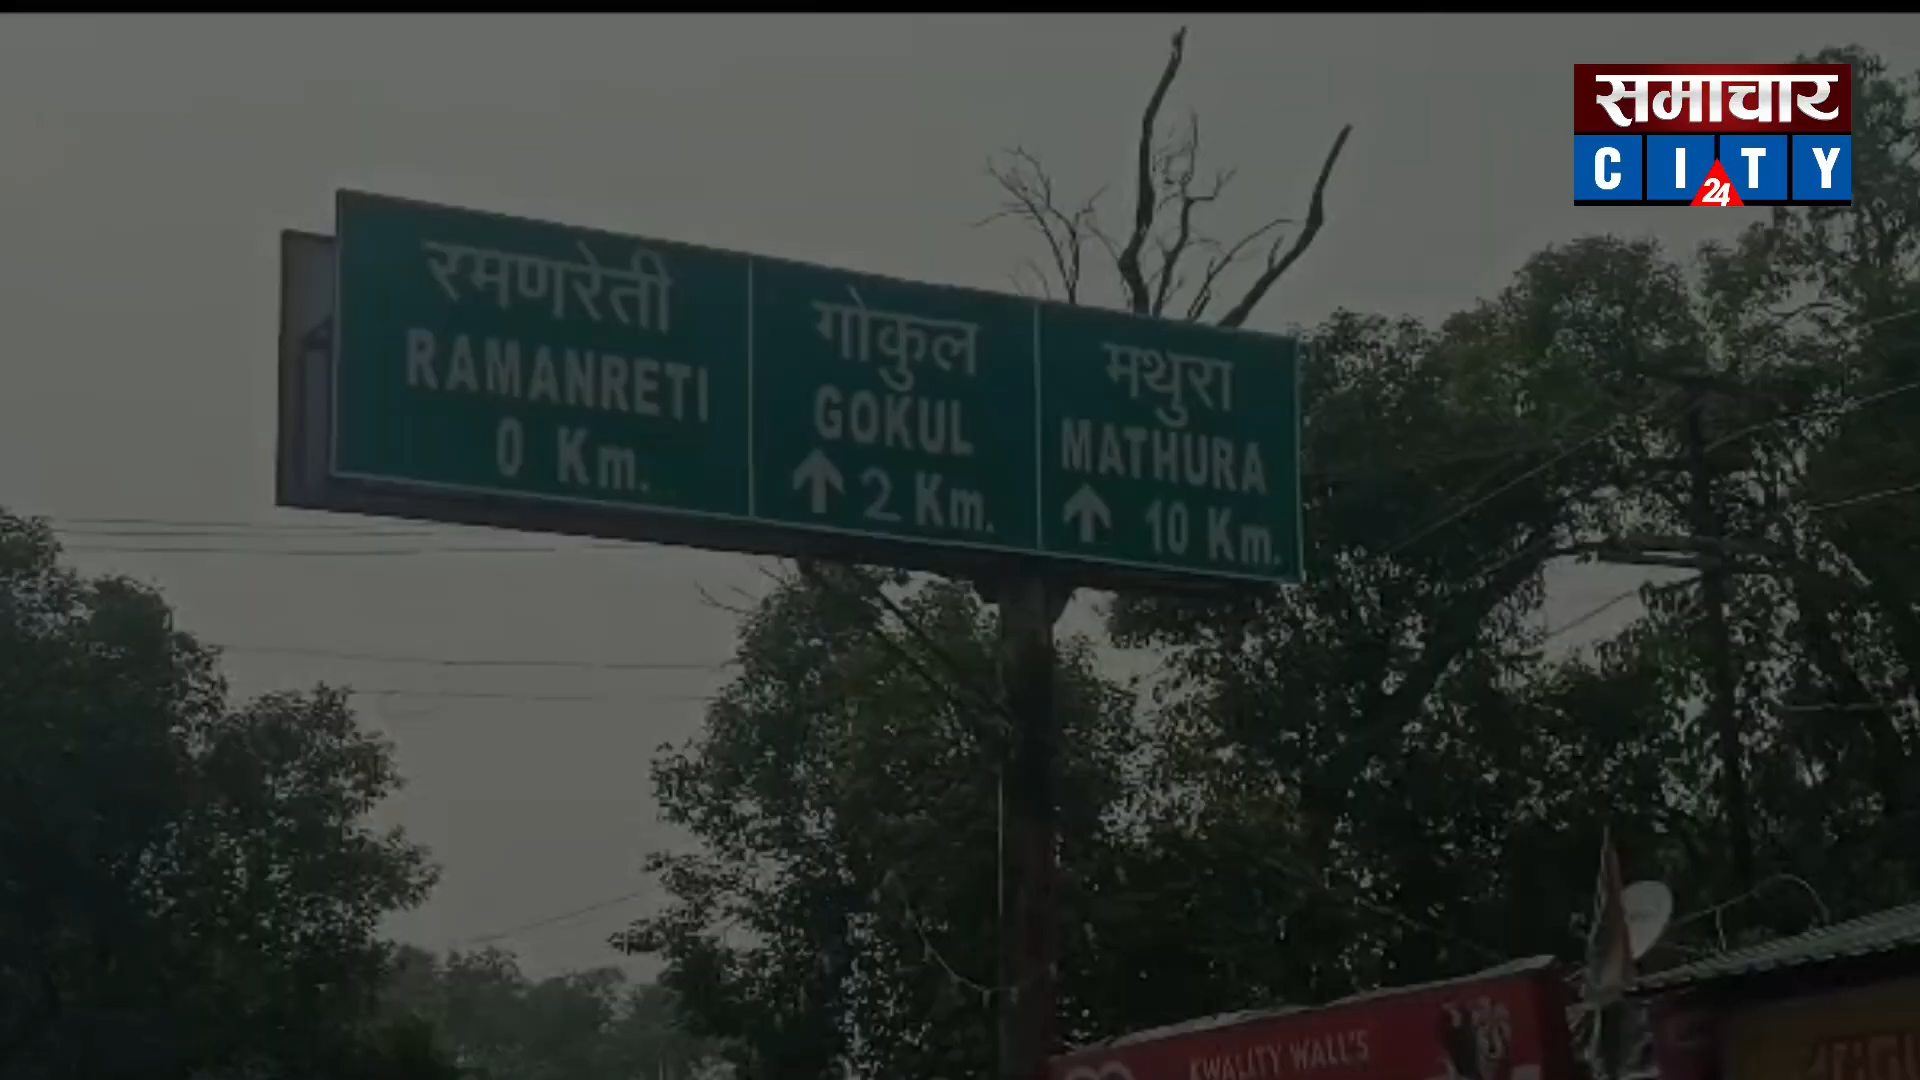 रमणरेती
RAMANRETI
0 Km.
गोकुल
GOKUL
↑ 2 Km.
मथुरा
MATHURA
↑ 10 Km.
समाचार
CITY
24
KWALITY WALL'S